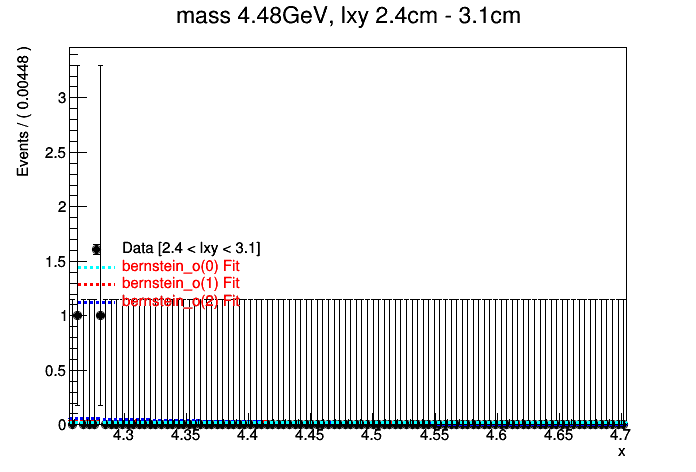 mass 4.48GeV, lxy 2.4cm - 3.1cm
Events / ( 0.00448 )
3
2.5
2
1.5
1
0.5
0
Data [2.4 < lxy < 3.1]
bernstein_o(0) Fit
bernstein_o(1) Fit
bernstein_o(2) Fit
4.3 4.35 4.4 4.45 4.5 4.55 4.6 4.65 4.7
x